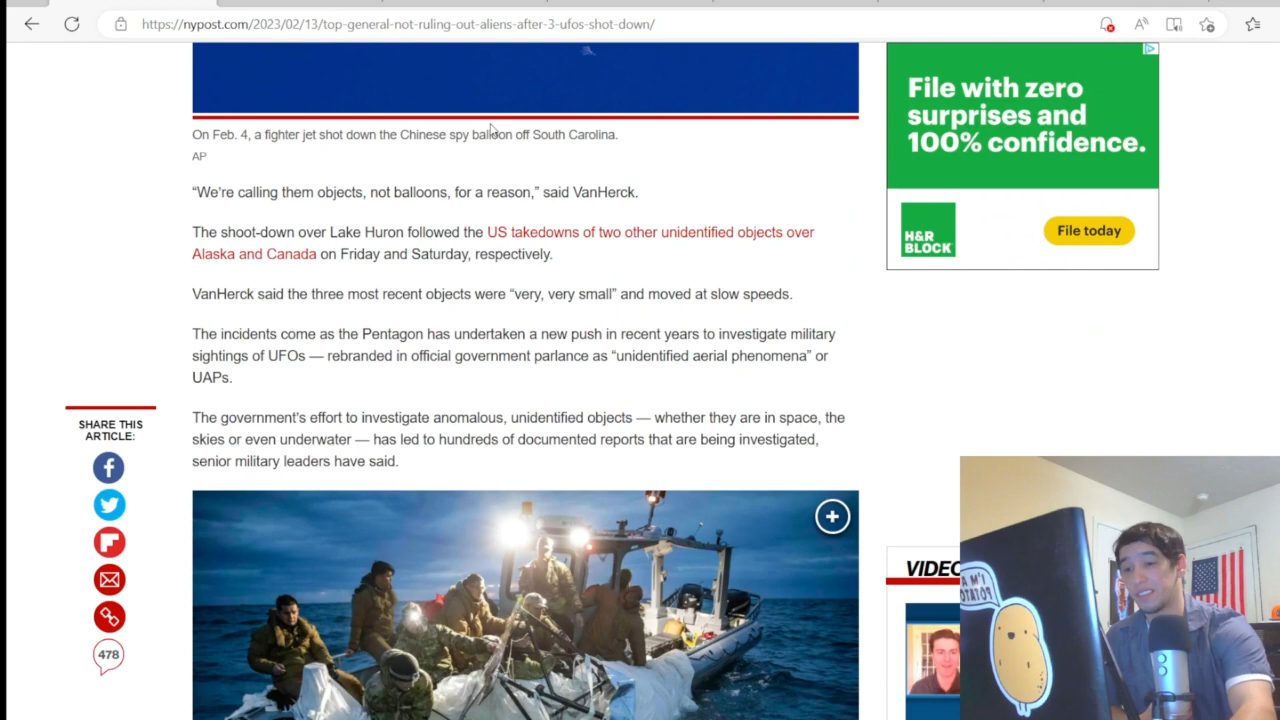 https://nypost.com/2023/02/13/top-general-not-ruling-out-aliens-after-3-ufos-shot-down/
On Feb. 4, a fighter jet shot down the Chinese spy balloon off South Carolina.
AP
“We’re calling them objects, not balloons, for a reason,” said VanHerck.
The shoot-down over Lake Huron followed the US takedowns of two other unidentified objects over
Alaska and Canada on Friday and Saturday, respectively.
VanHerck said the three most recent objects were “very, very small” and moved at slow speeds.
The incidents come as the Pentagon has undertaken a new push in recent years to investigate military
sightings of UFOs — rebranded in official government parlance as “unidentified aerial phenomena” or
UAPs.
The government’s effort to investigate anomalous, unidentified objects — whether they are in space, the
skies or even underwater — has led to hundreds of documented reports that are being investigated,
senior military leaders have said.
SHARE THIS
ARTICLE:
478
File with zero
surprises and
100% confidence.
H&R
BLOCK
File today
VIDEO
I'M A
POTATO